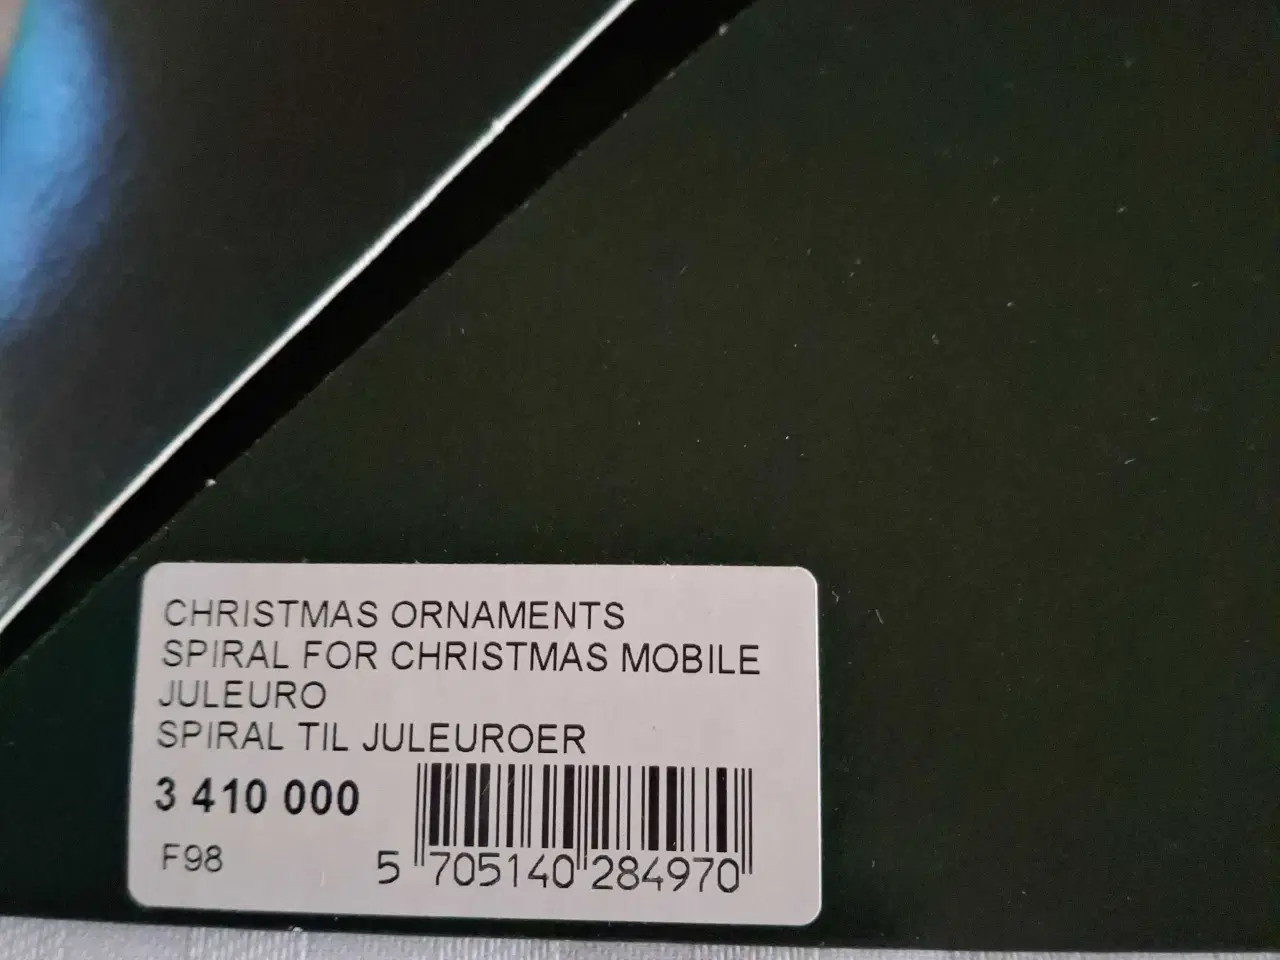 CHRISTMAS ORNAMENTS
SPIRAL FOR CHRISTMAS MOBILE
JULEURO
SPIRAL TIL JULEUROER
3 410 000
F98
5 705140 284970